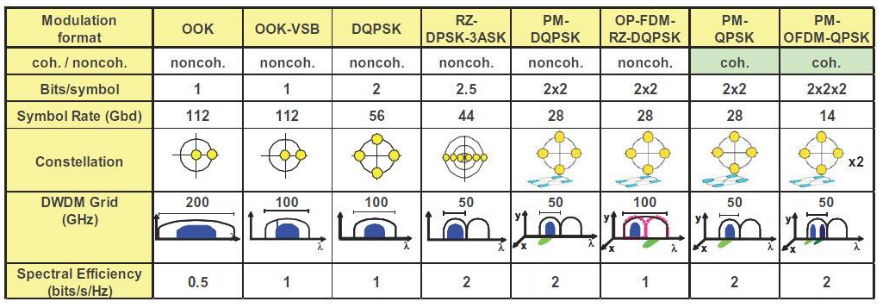 Modulation format OOK OOK-VSB DQPSK RZ-DPSK-3ASK PM-DQPSK OP-FDM-RZ-DQPSK PM-QPSK PM-OFDM-QPSK
coh. / noncoh. noncoh. noncoh. noncoh. noncoh. noncoh. noncoh. coh. coh.
Bits/symbol 1 1 2 2.5 2x2 2x2 2x2 2x2x2
Symbol Rate (Gbd) 112 112 56 44 28 28 28 14
Constellation x2
DWDM Grid (GHz) 200 100 100 50 50 100 50 50
λ λ λ λ y x λ y x λ y x λ y x λ
Spectral Efficiency (bits/s/Hz) 0.5 1 1 2 2 1 2 2